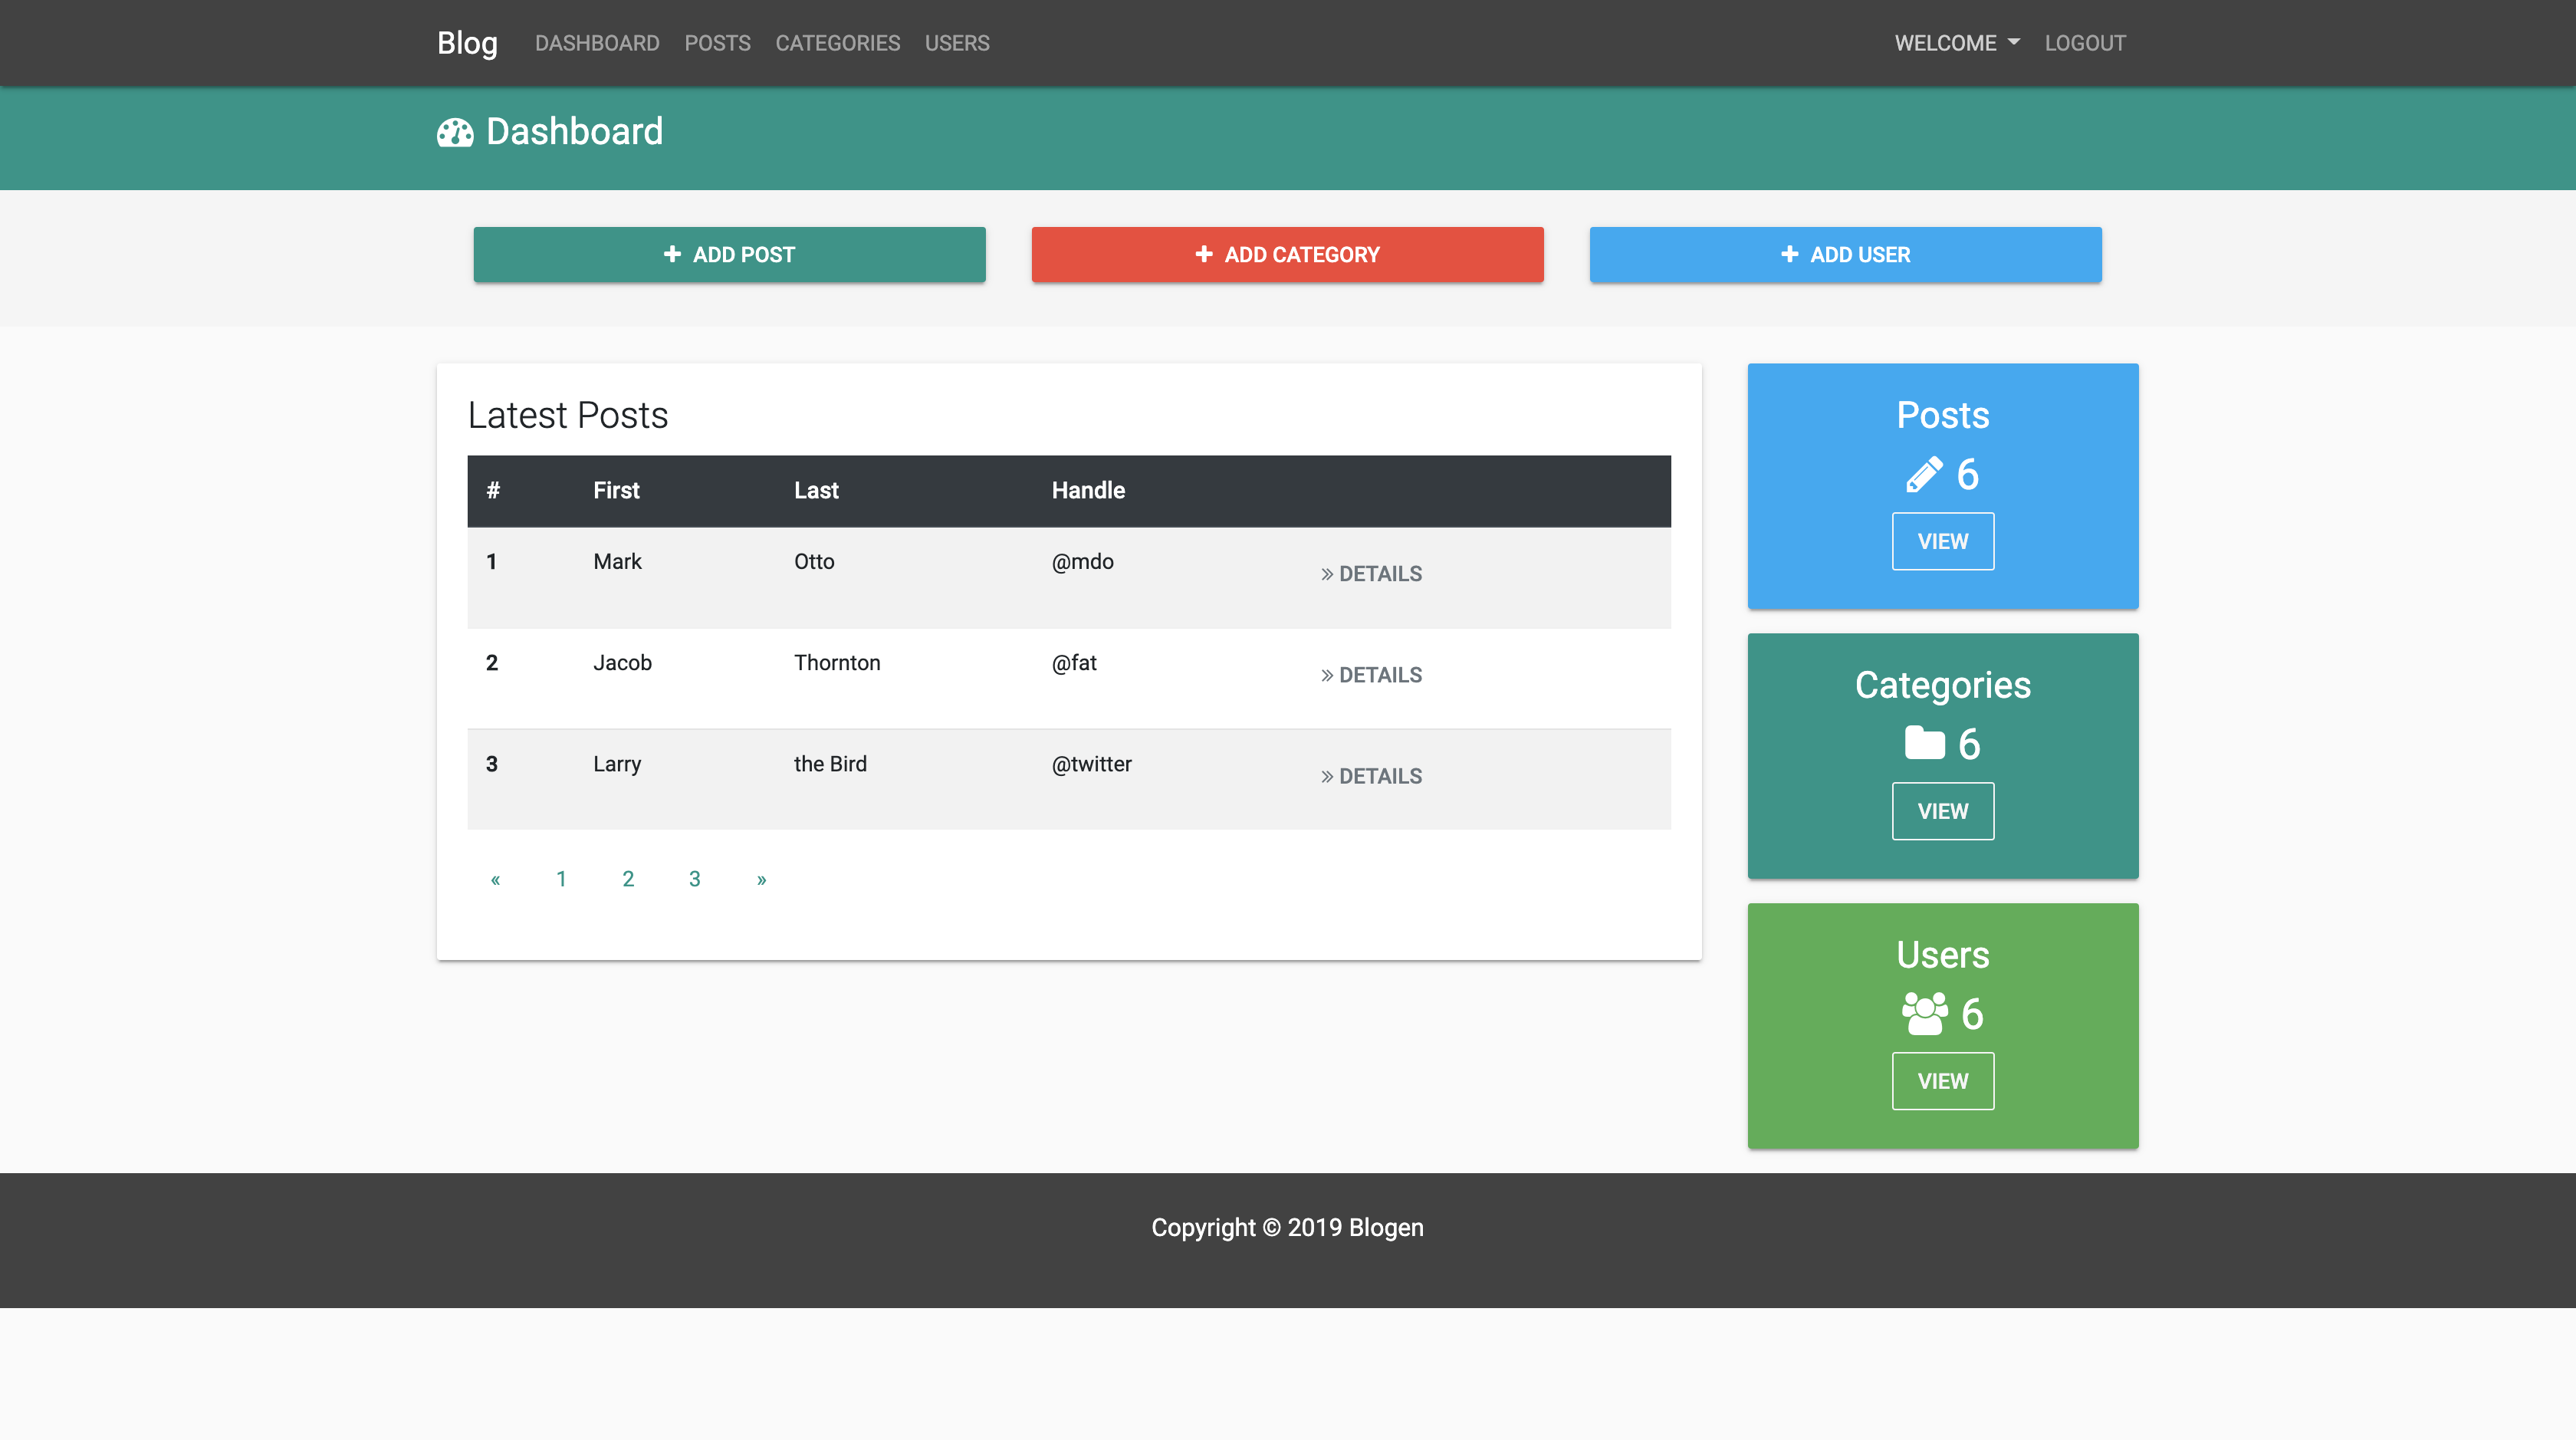 Blog DASHBOARD POSTS CATEGORIES USERS WELCOME LOGOUT
Dashboard
ADD POST ADD CATEGORY ADD USER
Latest Posts
# First Last Handle
1 Mark Otto @mdo » DETAILS
2 Jacob Thornton @fat » DETAILS
3 Larry the Bird @twitter » DETAILS
« 1 2 3 »
Posts
6
VIEW
Categories
6
VIEW
Users
6
VIEW
Copyright © 2019 Blogen